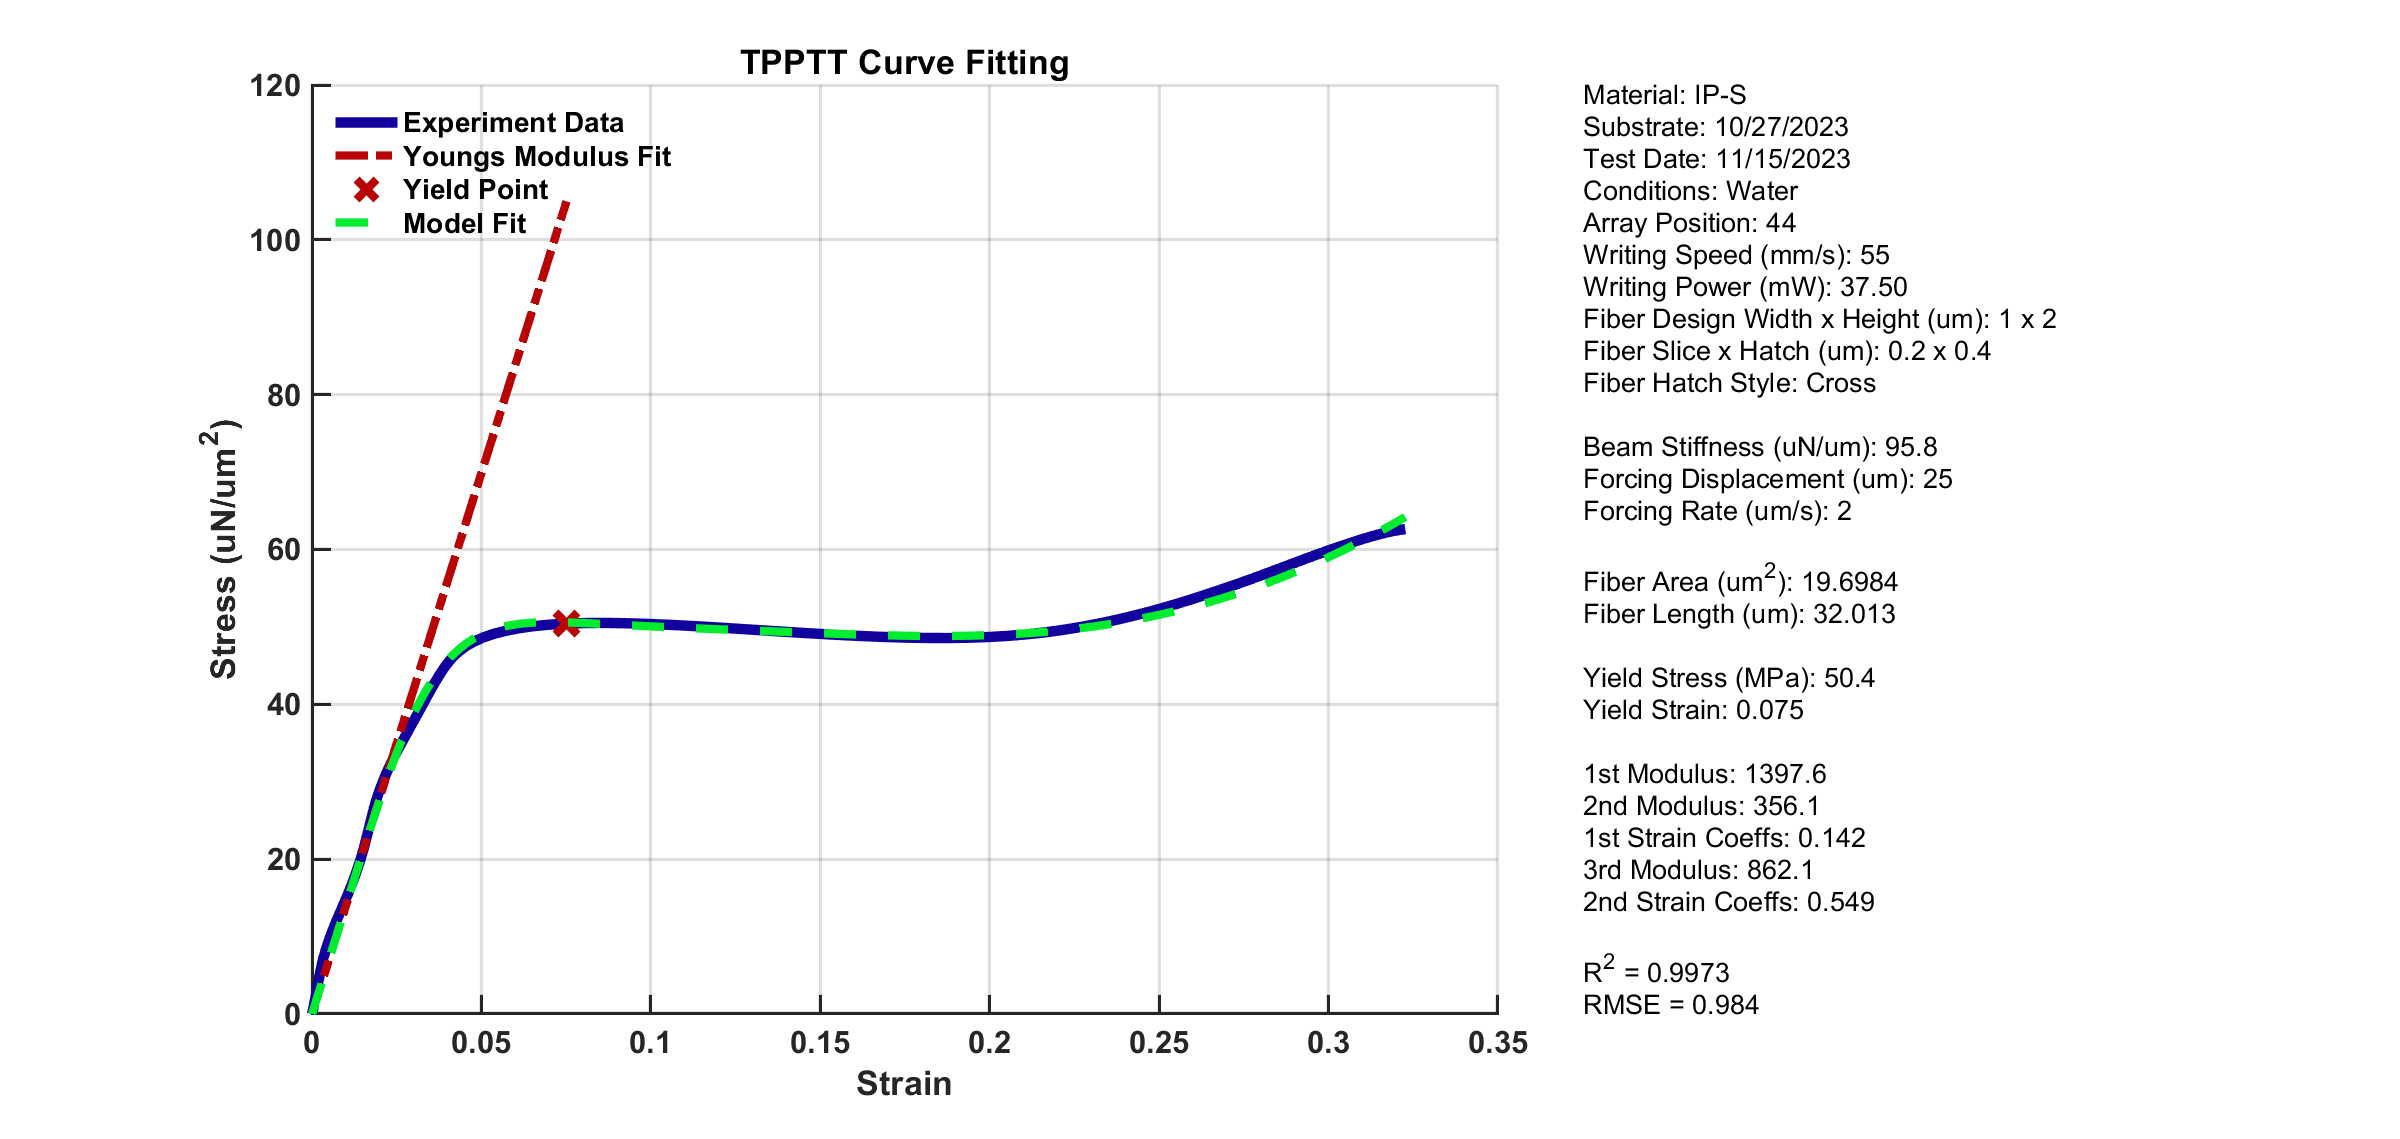 TPPTT Curve Fitting
120
100
80
60
40
20
0
Stress (uN/um²)
Experiment Data
Youngs Modulus Fit
Yield Point
Model Fit
0 0.05 0.1 0.15 0.2 0.25 0.3 0.35
Strain
Material: IP-S
Substrate: 10/27/2023
Test Date: 11/15/2023
Conditions: Water
Array Position: 44
Writing Speed (mm/s): 55
Writing Power (mW): 37.50
Fiber Design Width x Height (um): 1 x 2
Fiber Slice x Hatch (um): 0.2 x 0.4
Fiber Hatch Style: Cross
Beam Stiffness (uN/um): 95.8
Forcing Displacement (um): 25
Forcing Rate (um/s): 2
Fiber Area (um²): 19.6984
Fiber Length (um): 32.013
Yield Stress (MPa): 50.4
Yield Strain: 0.075
1st Modulus: 1397.6
2nd Modulus: 356.1
1st Strain Coeffs: 0.142
3rd Modulus: 862.1
2nd Strain Coeffs: 0.549
R² = 0.9973
RMSE = 0.984